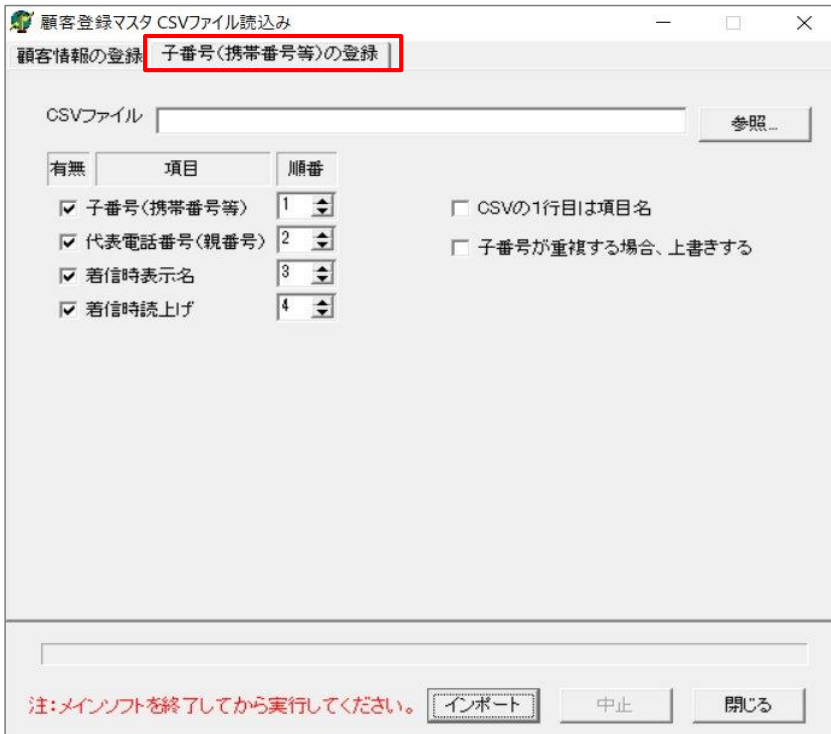 顧客登録マスタ CSVファイル読込み
顧客情報の登録 子番号(携帯番号等)の登録
CSVファイル 参照...
有無 項目 順番
子番号(携帯番号等) 1
代表電話番号(親番号) 2
着信時表示名 3
着信時読上げ 4
CSVの1行目は項目名
子番号が重複する場合、上書きする
注:メインソフトを終了してから実行してください。 インポート 中止 閉じる